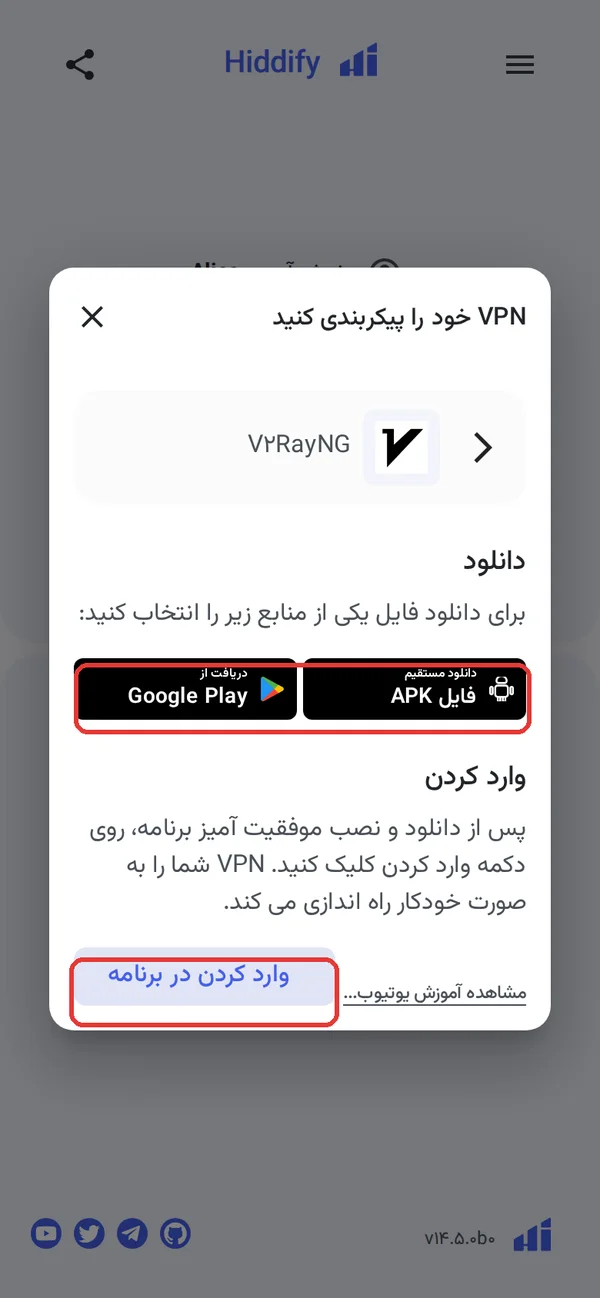 Hiddify
VPN خود را پیکربندی کنید
V۲RayNG
دانلود
برای دانلود فایل یکی از منابع زیر را انتخاب کنید:
دانلود مستقیم
فایل APK
دریافت از
Google Play
وارد کردن
پس از دانلود و نصب موفقیت آمیز برنامه، روی
دکمه وارد کردن کلیک کنید. VPN شما را به
صورت خودکار راه اندازی می کند.
مشاهده آموزش یوتیوب...
وارد کردن در برنامه
v۱۴.۵.۰b۰